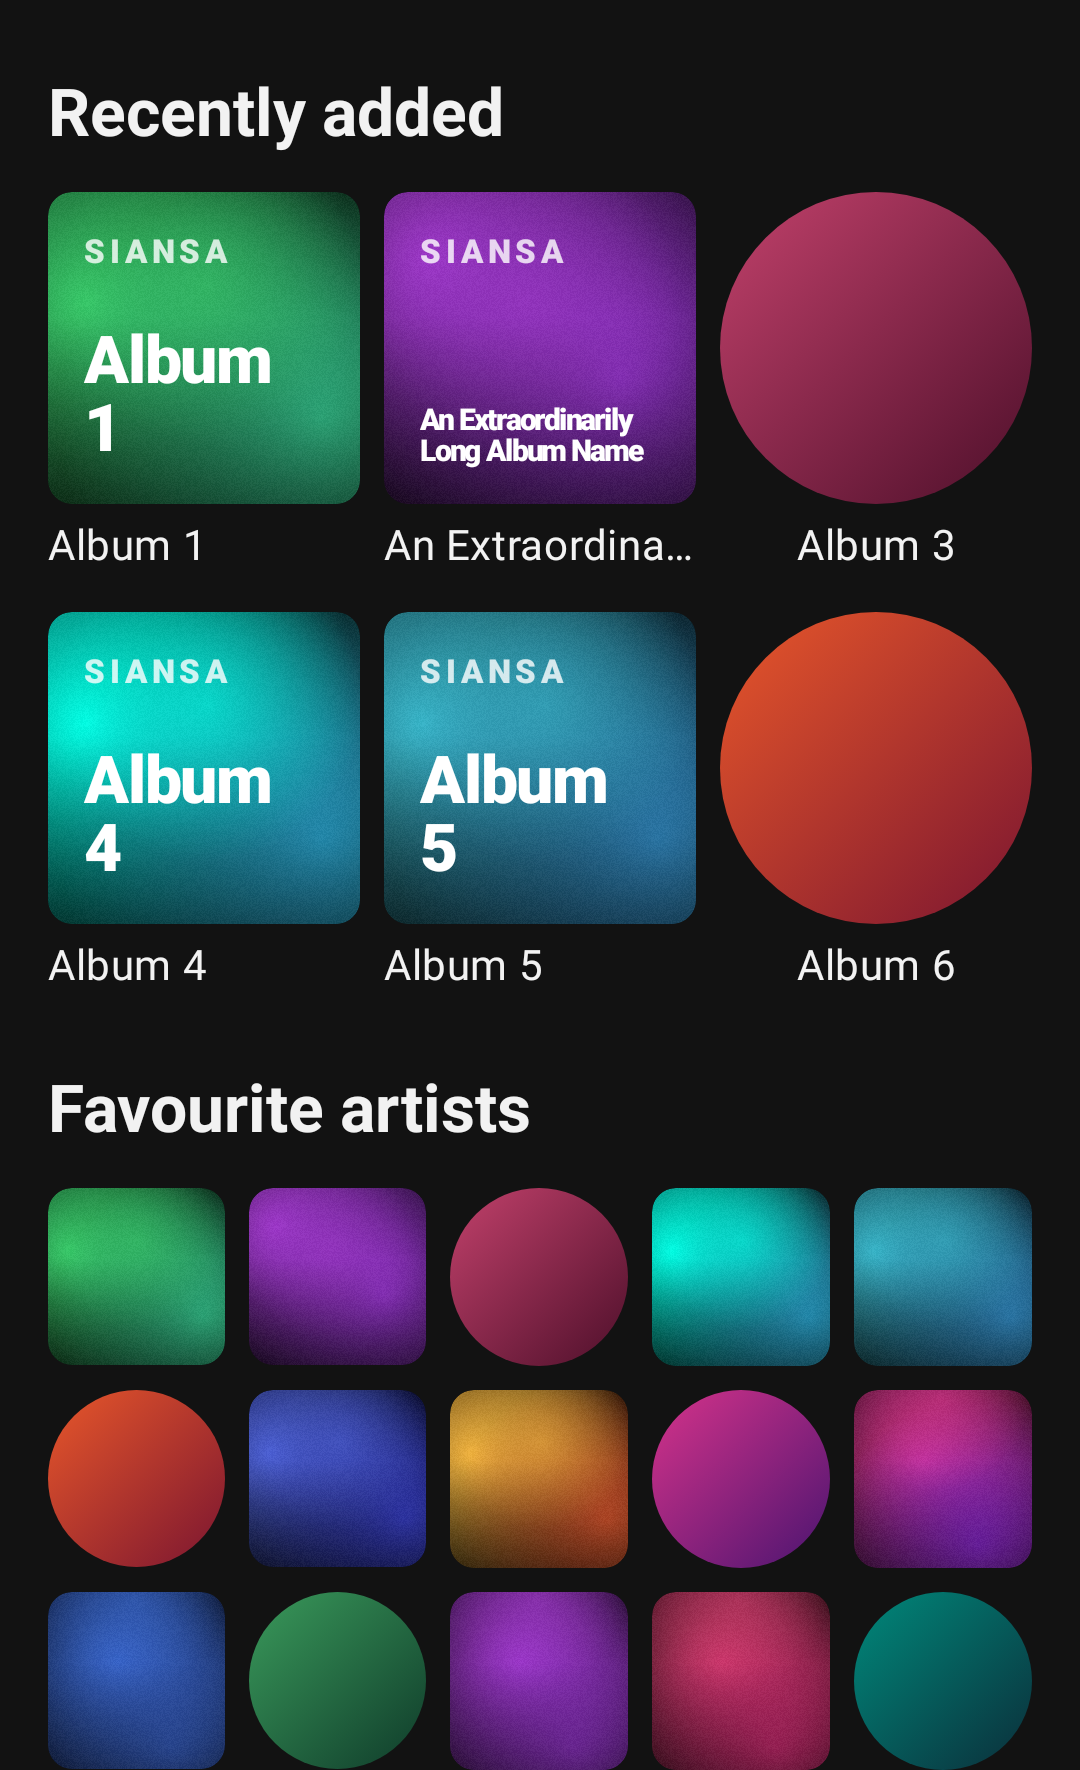 Recently added
SIANSA
Album
1
SIANSA
An Extraordinarily
Long Album Name
Album 1
An Extraordina...
Album 3
SIANSA
Album
4
SIANSA
Album
5
Album 4
Album 5
Album 6
Favourite artists